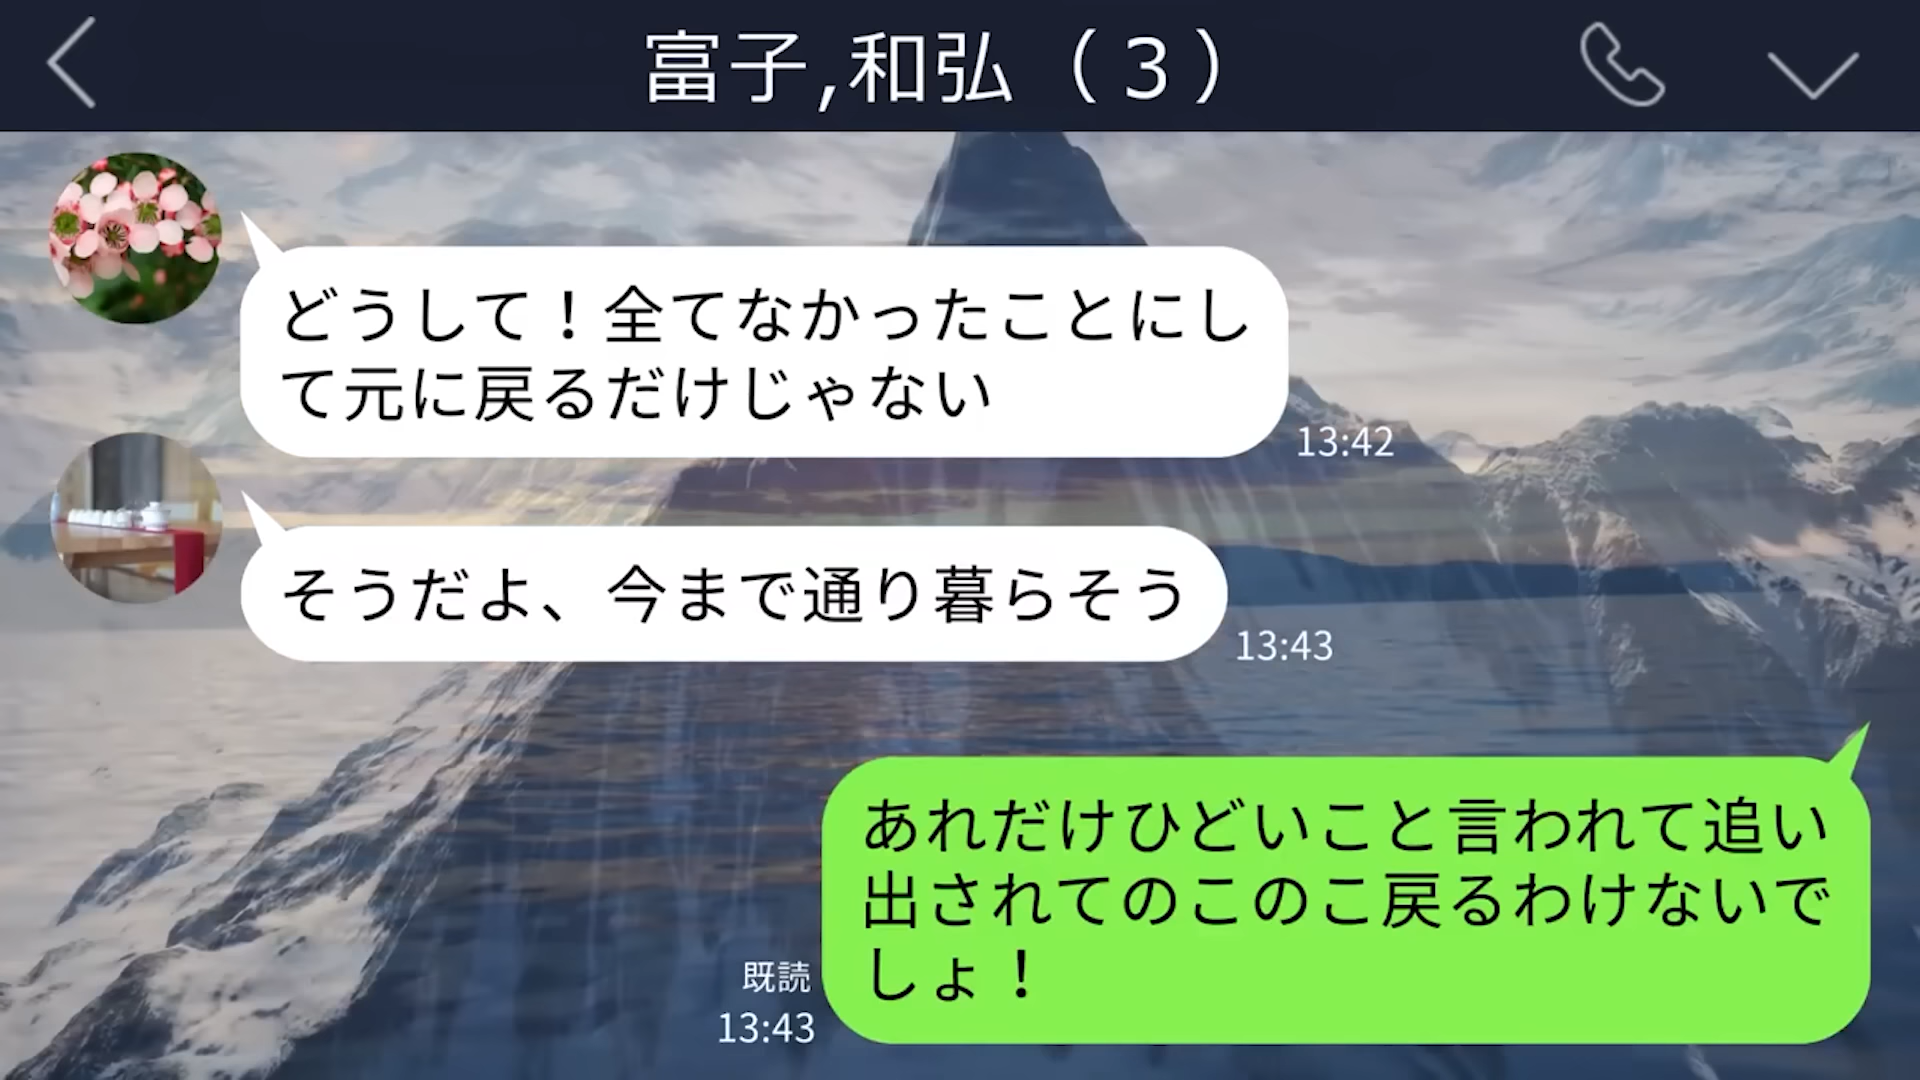 富子,和弘（３）
どうして！全てなかったことにし
て元に戻るだけじゃない
13:42
そうだよ、今まで通り暮らそう
13:43
あれだけひどいこと言われて追い
出されてのこのこ戻るわけないで
しょ！
既読
13:43